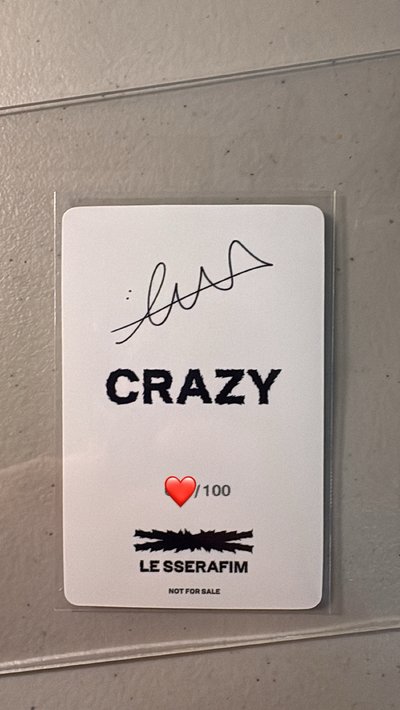 CRAZY
/100
LE SSERAFIM
NOT FOR SALE